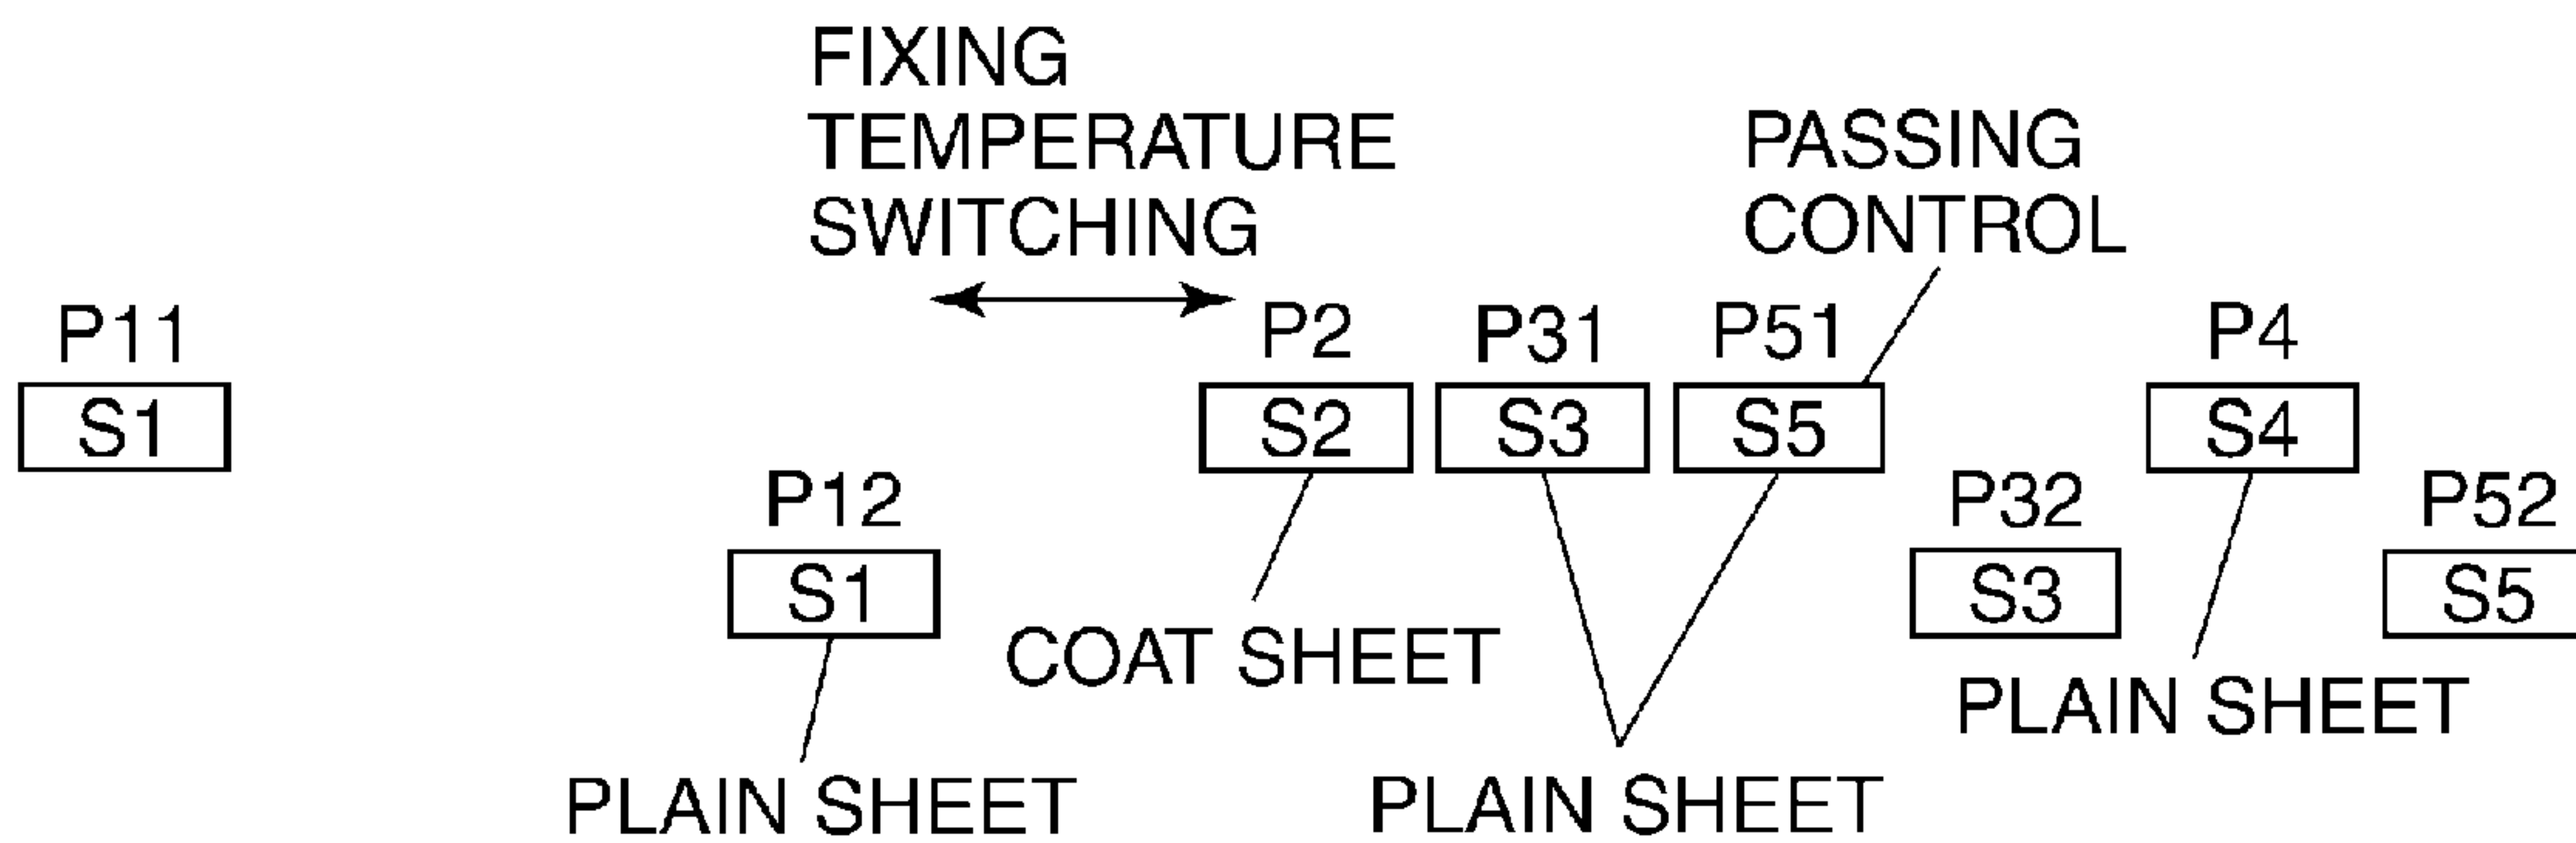 FIXING
TEMPERATURE
SWITCHING
PASSING
CONTROL
P11
P2
P31
P51
P4
S1
S2
S3
S5
S4
P12
P32
P52
S1
S3
S5
COAT SHEET
PLAIN SHEET
PLAIN SHEET
PLAIN SHEET